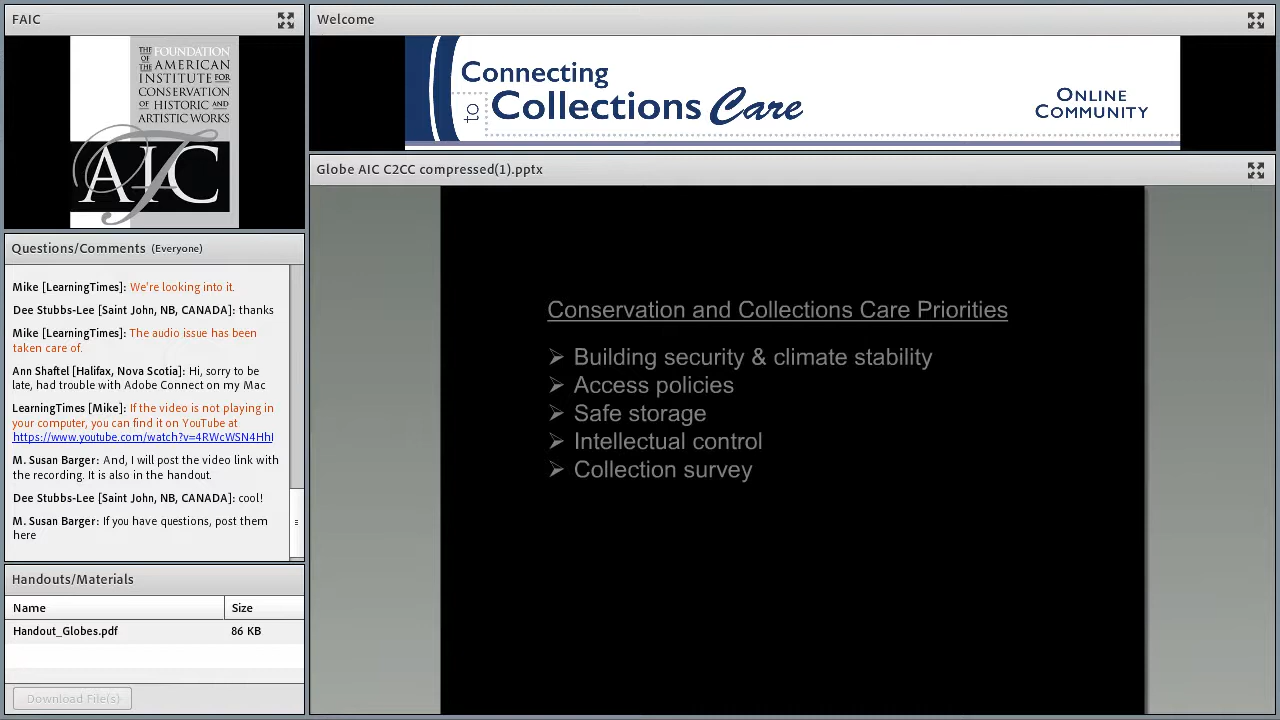 FAIC
THE
FOUNDATION
OF THE
AMERICAN
INSTITUTE FOR
CONSERVATION
OF HISTORIC AND
ARTISTIC WORKS
AIC
Welcome
Connecting
to Collections Care
ONLINE
COMMUNITY
Globe AIC C2CC compressed(1).pptx
Conservation and Collections Care Priorities
➢ Building security & climate stability
➢ Access policies
➢ Safe storage
➢ Intellectual control
➢ Collection survey
Questions/Comments (Everyone)
Mike [LearningTimes]: We're looking into it.
Dee Stubbs-Lee [Saint John, NB, CANADA]: thanks
Mike [LearningTimes]: The audio issue has been
taken care of.
Ann Shaftel [Halifax, Nova Scotia]: Hi, sorry to be
late, had trouble with Adobe Connect on my Mac
LearningTimes [Mike]: If the video is not playing in
your computer, you can find it on YouTube at
https://www.youtube.com/watch?v=4RWcWSN4HhI
M. Susan Barger: And, I will post the video link with
the recording. It is also in the handout.
Dee Stubbs-Lee [Saint John, NB, CANADA]: cool!
M. Susan Barger: If you have questions, post them
here
Handouts/Materials
Name Size
Handout_Globes.pdf 86 KB
Download File(s)